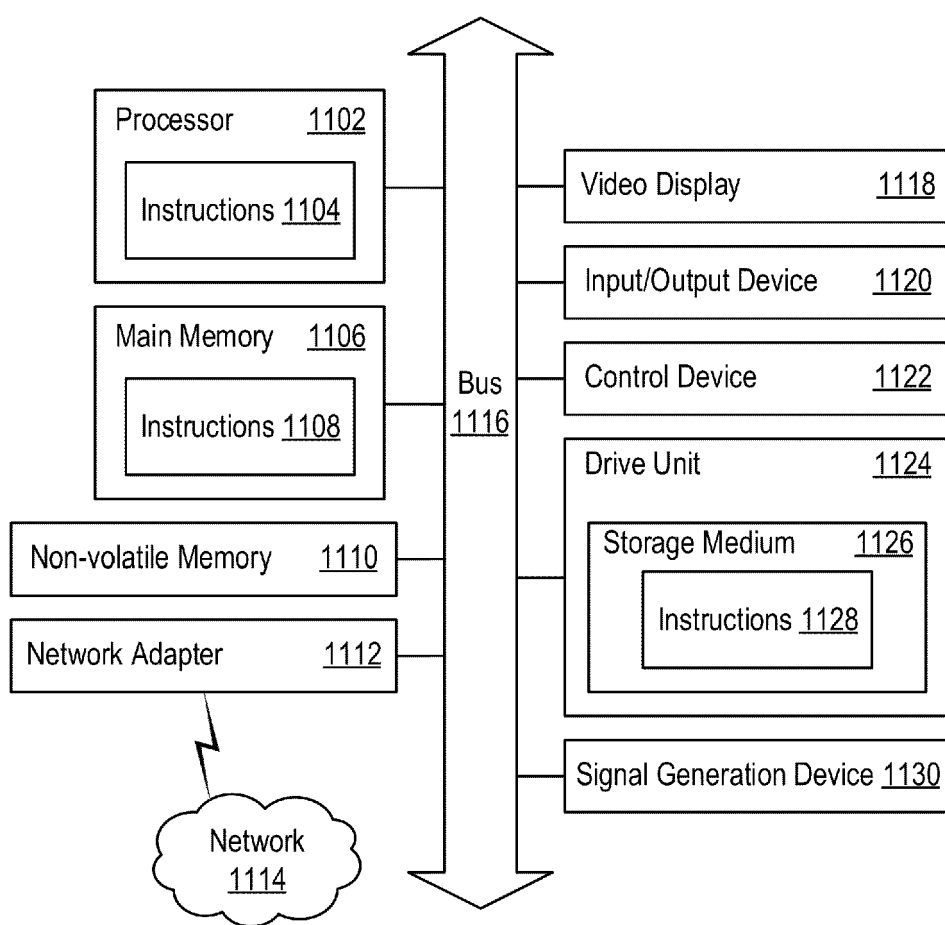 Processor 1102
Instructions 1104
Main Memory 1106
Instructions 1108
Non-volatile Memory 1110
Network Adapter 1112
Network
1114
Bus
1116
Video Display 1118
Input/Output Device 1120
Control Device 1122
Drive Unit 1124
Storage Medium 1126
Instructions 1128
Signal Generation Device 1130